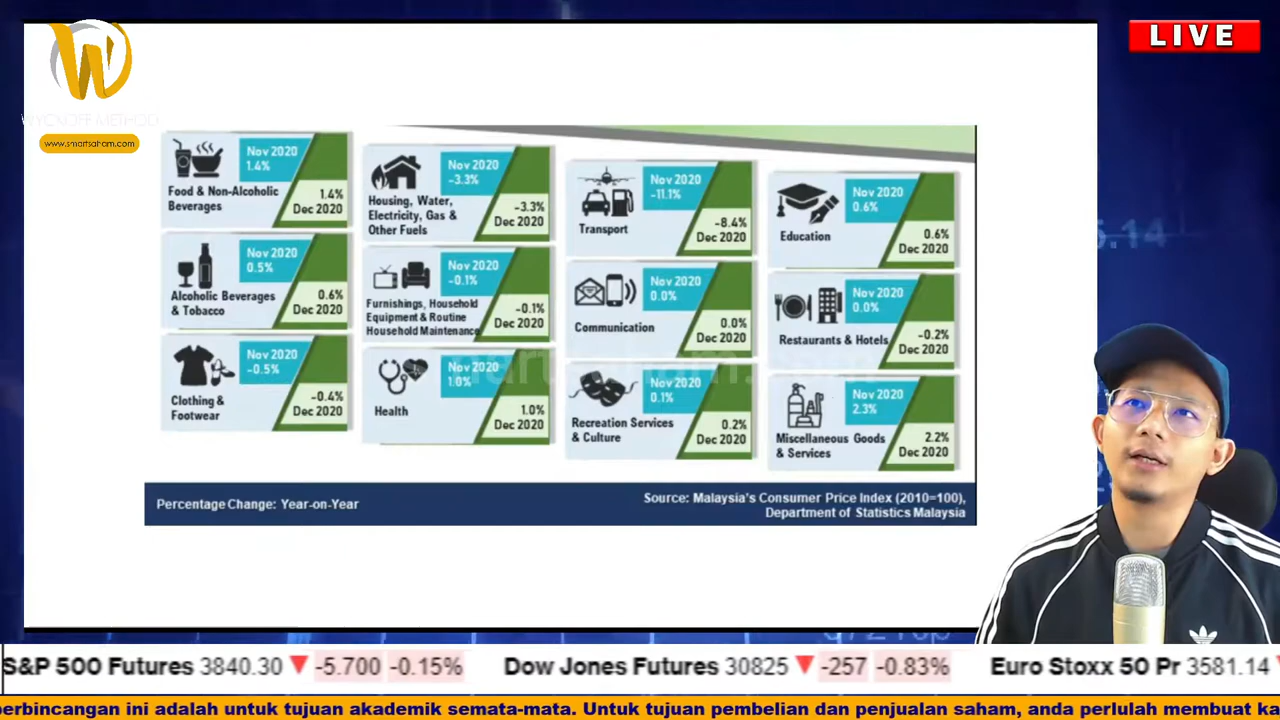 WYCKOFF METHOD
www.smartsaham.com
LIVE
Nov 2020
1.4%
Food & Non-Alcoholic
Beverages
1.4%
Dec 2020
Nov 2020
0.5%
Alcoholic Beverages
& Tobacco
0.6%
Dec 2020
Nov 2020
-0.5%
Clothing &
Footwear
-0.4%
Dec 2020
Nov 2020
-3.3%
Housing, Water,
Electricity, Gas &
Other Fuels
-3.3%
Dec 2020
Nov 2020
-0.1%
Furnishings, Household
Equipment & Routine
Household Maintenance
-0.1%
Dec 2020
Nov 2020
1.0%
Health
1.0%
Dec 2020
Nov 2020
-11.1%
Transport
-8.4%
Dec 2020
Nov 2020
0.0%
Communication
0.0%
Dec 2020
Nov 2020
0.1%
Recreation Services
& Culture
0.2%
Dec 2020
Nov 2020
0.6%
Education
0.6%
Dec 2020
Nov 2020
0.0%
Restaurants & Hotels
-0.2%
Dec 2020
Nov 2020
2.3%
Miscellaneous Goods
& Services
2.2%
Dec 2020
Percentage Change: Year-on-Year
Source: Malaysia's Consumer Price Index (2010=100),
Department of Statistics Malaysia
S&P 500 Futures 3840.30 -5.700 -0.15% Dow Jones Futures 30825 -257 -0.83% Euro Stoxx 50 Pr 3581.14
perbincangan ini adalah untuk tujuan akademik semata-mata. Untuk tujuan pembelian dan penjualan saham, anda perlulah membuat ka